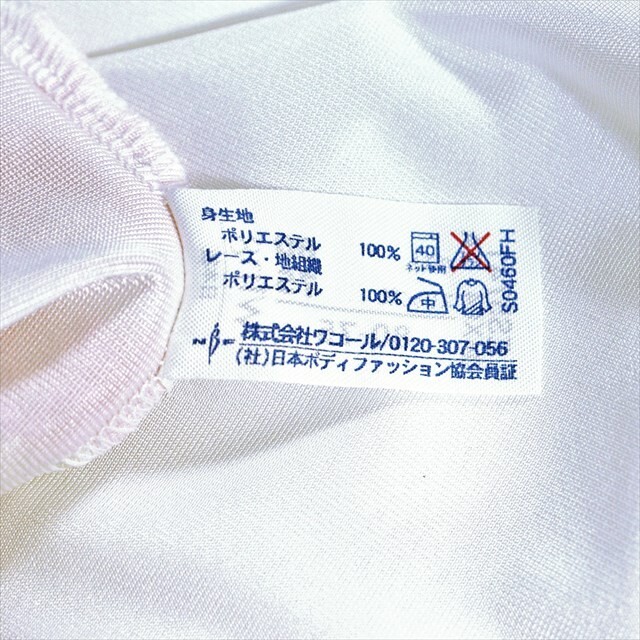 身生地
ポリエステル 100%
レース・地組織
ポリエステル 100%
40
ネット使用
中
S0460FH
株式会社ワコール/0120-307-056
(社)日本ボディファッション協会員証